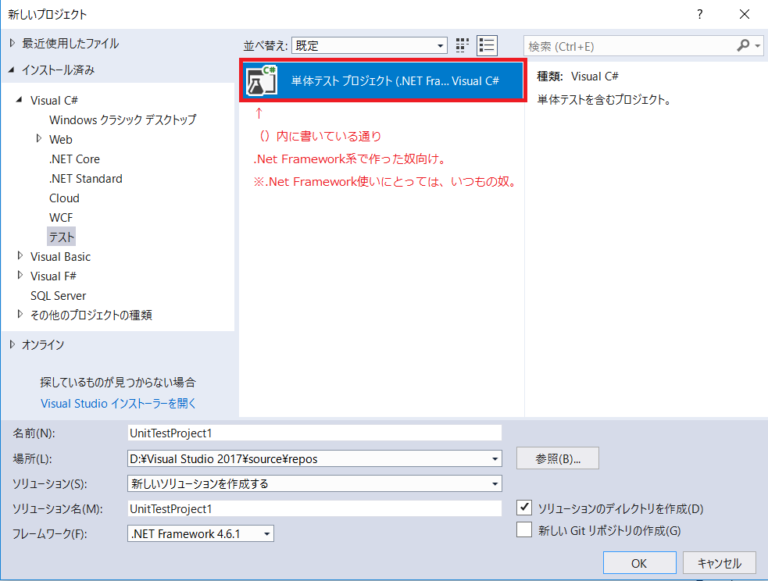 新しいプロジェクト
? ×
最近使用したファイル
インストール済み
Visual C#
Windows クラシック デスクトップ
Web
.NET Core
.NET Standard
Cloud
WCF
テスト
Visual Basic
Visual F#
SQL Server
その他のプロジェクトの種類
オンライン
探しているものが見つからない場合
Visual Studio インストーラーを開く
並べ替え: 既定
検索 (Ctrl+E)
C#
単体テスト プロジェクト (.NET Fra... Visual C#
↑
（）内に書いている通り
.Net Framework系で作った奴向け。
※.Net Framework使いにとっては、いつもの奴。
種類: Visual C#
単体テストを含むプロジェクト。
名前(N): UnitTestProject1
場所(L): D:¥Visual Studio 2017¥source¥repos 参照(B)...
ソリューション(S): 新しいソリューションを作成する
ソリューション名(M): UnitTestProject1
フレームワーク(F): .NET Framework 4.6.1
ソリューションのディレクトリを作成(D)
新しい Git リポジトリの作成(G)
OK キャンセル